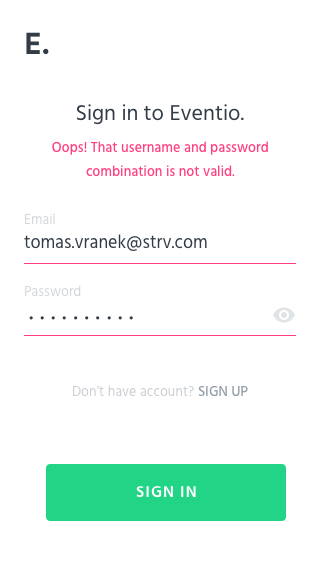 E.
Sign in to Eventio.
Oops! That username and password
combination is not valid.
Email
tomas.vranek@strv.com
Password
• • • • • • • • • •
Don't have account? SIGN UP
SIGN IN